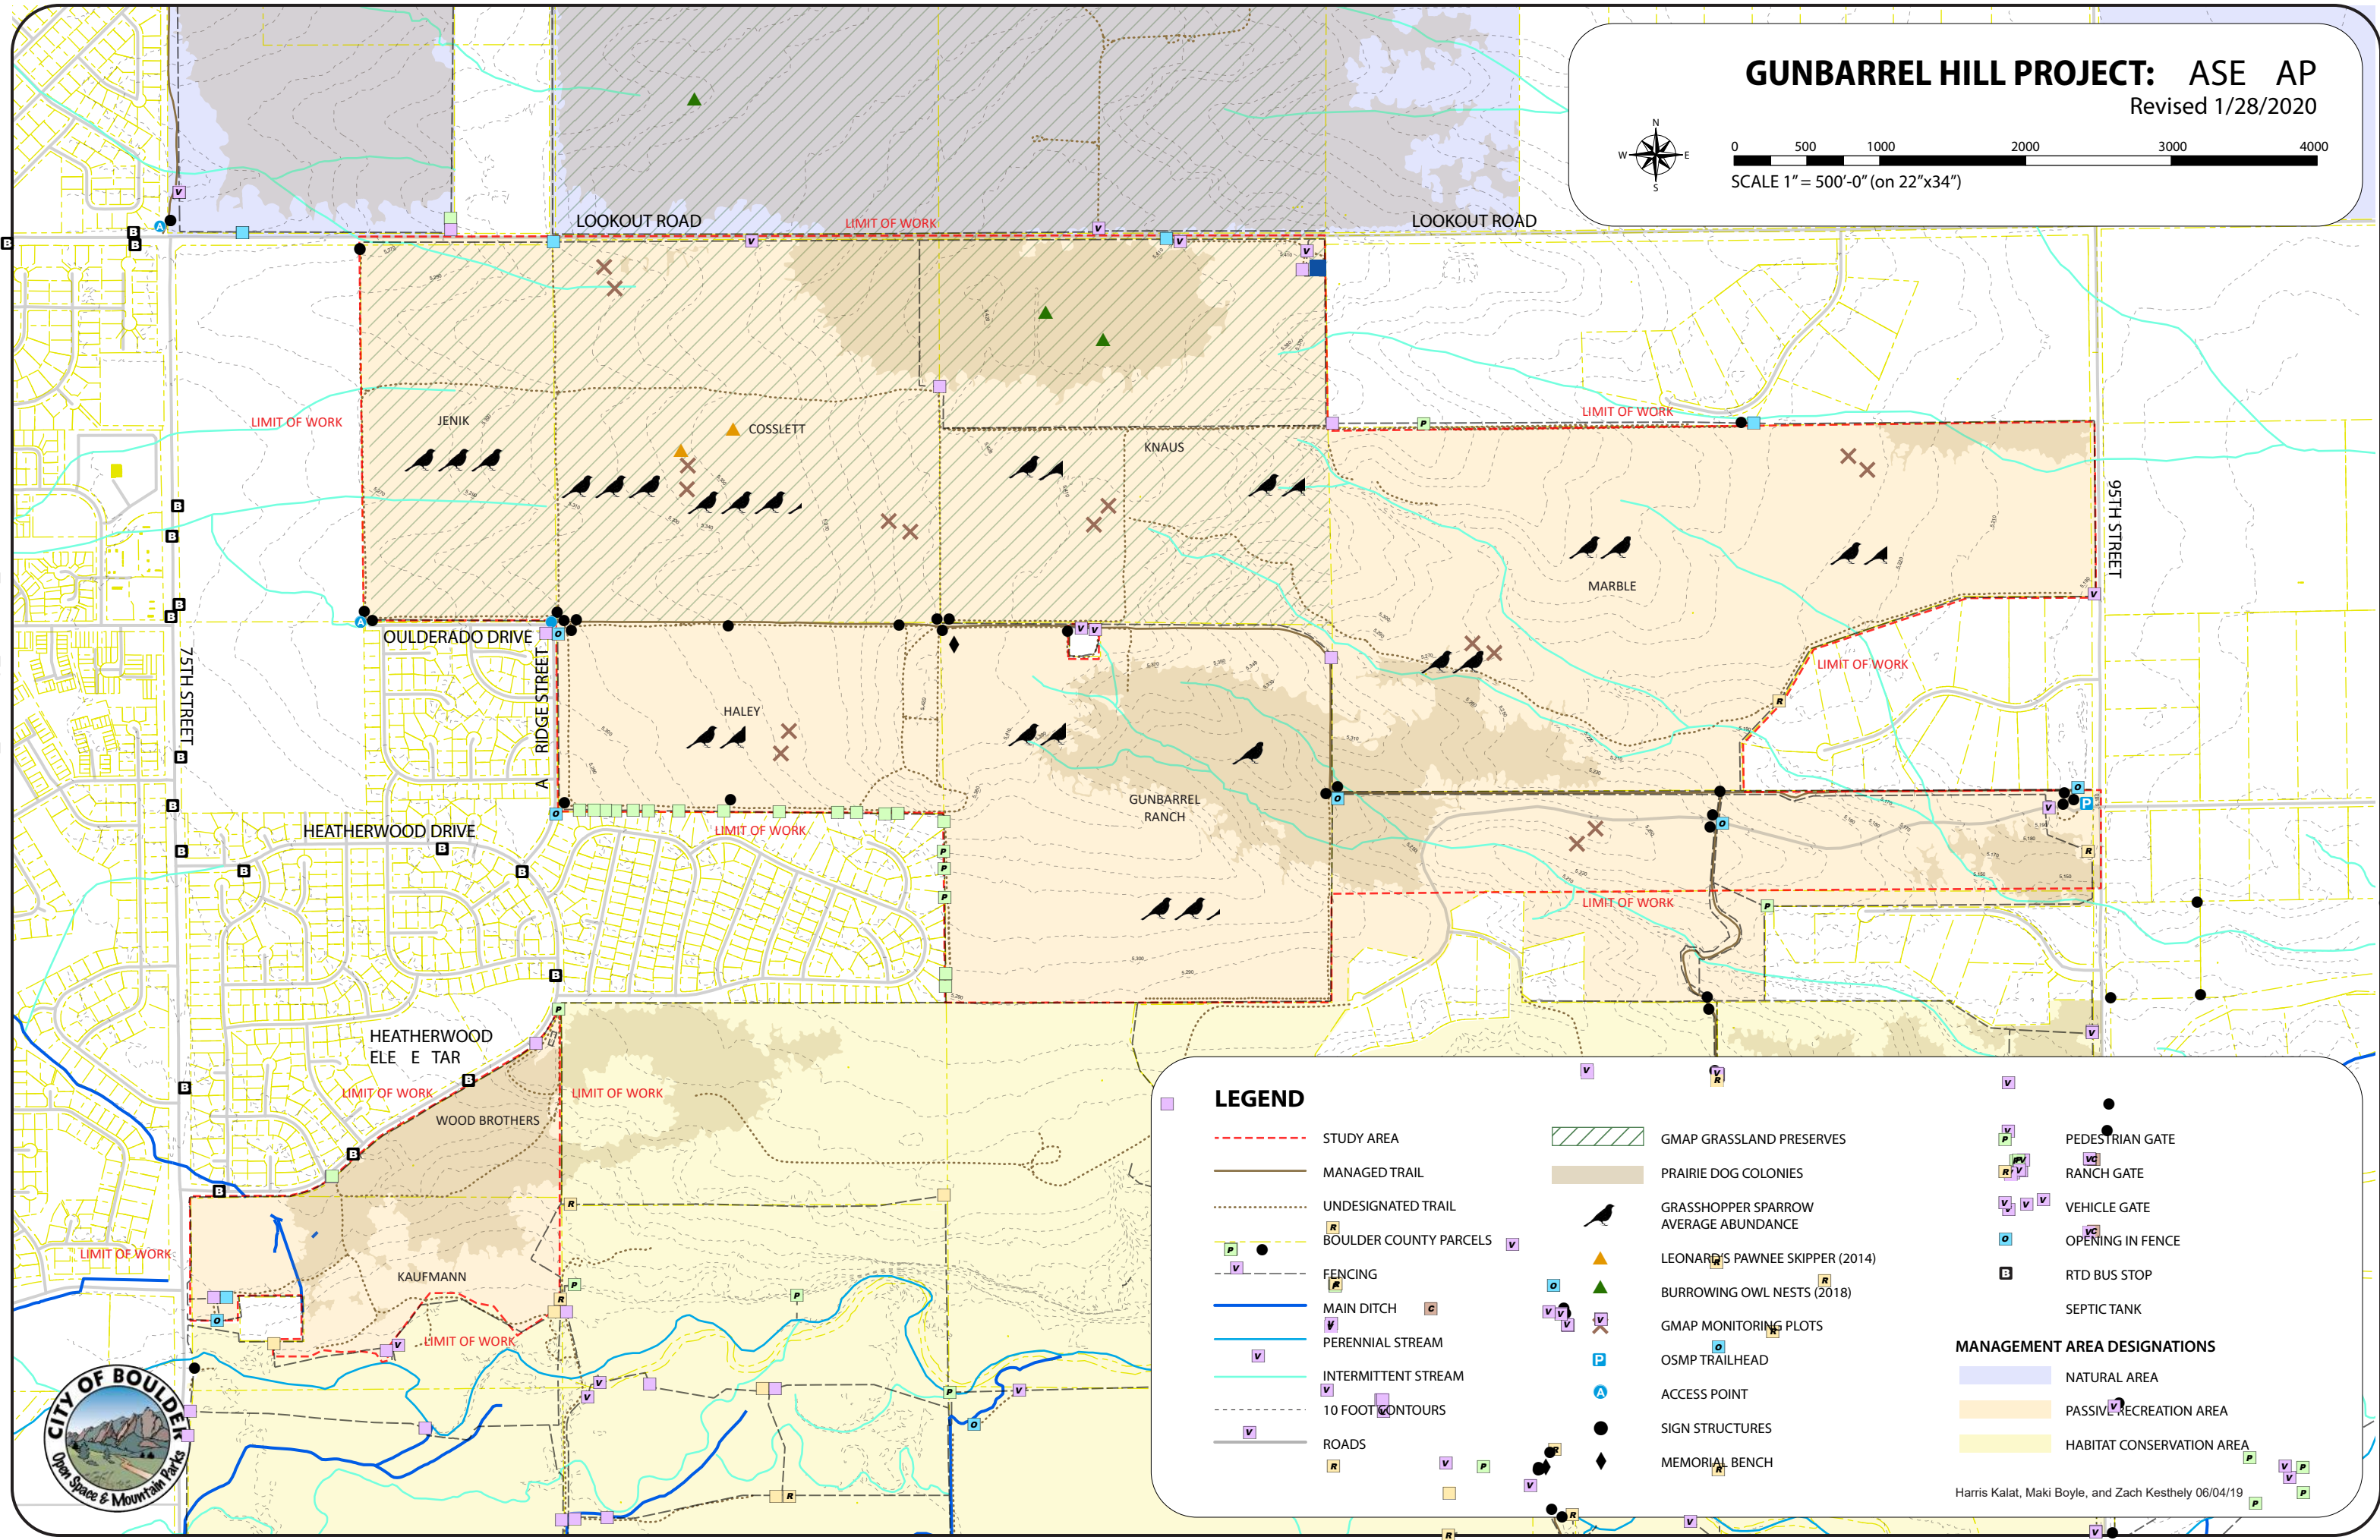 GUNBARREL HILL PROJECT: ASE AP
Revised 1/28/2020
N
W E
S
0 500 1000 2000 3000 4000
SCALE 1" = 500'-0" (on 22"x34")
LOOKOUT ROAD
LIMIT OF WORK
LOOKOUT ROAD
LIMIT OF WORK
LIMIT OF WORK
JENIK
COSSLETT
KNAUS
95TH STREET
MARBLE
OULDERADO DRIVE
75TH STREET
A RIDGE STREET
LIMIT OF WORK
HALEY
GUNBARREL
RANCH
HEATHERWOOD DRIVE
LIMIT OF WORK
LIMIT OF WORK
HEATHERWOOD
ELE E TAR
LIMIT OF WORK
LIMIT OF WORK
WOOD BROTHERS
LIMIT OF WORK
KAUFMANN
LIMIT OF WORK
CITY OF BOULDER
Open Space & Mountain Parks
LEGEND
STUDY AREA
MANAGED TRAIL
UNDESIGNATED TRAIL
BOULDER COUNTY PARCELS
FENCING
MAIN DITCH
PERENNIAL STREAM
INTERMITTENT STREAM
10 FOOT CONTOURS
ROADS
GMAP GRASSLAND PRESERVES
PRAIRIE DOG COLONIES
GRASSHOPPER SPARROW
AVERAGE ABUNDANCE
LEONARD'S PAWNEE SKIPPER (2014)
BURROWING OWL NESTS (2018)
GMAP MONITORING PLOTS
P OSMP TRAILHEAD
A ACCESS POINT
SIGN STRUCTURES
MEMORIAL BENCH
P PEDESTRIAN GATE
R RANCH GATE
V VEHICLE GATE
O OPENING IN FENCE
B RTD BUS STOP
SEPTIC TANK
MANAGEMENT AREA DESIGNATIONS
NATURAL AREA
PASSIVE RECREATION AREA
HABITAT CONSERVATION AREA
Harris Kalat, Maki Boyle, and Zach Kesthely 06/04/19